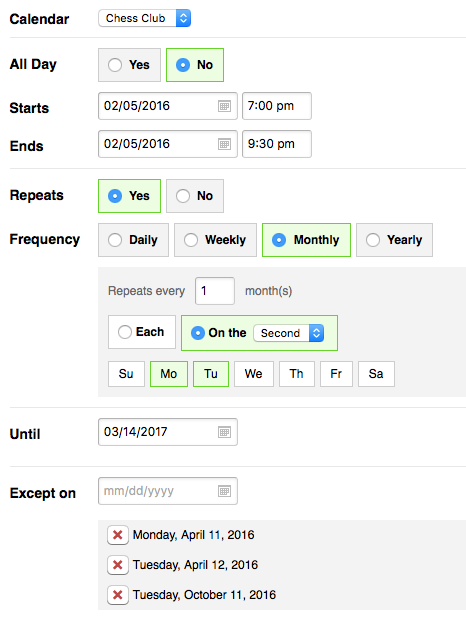 Calendar Chess Club
All Day Yes No
Starts 02/05/2016 7:00 pm
Ends 02/05/2016 9:30 pm
Repeats Yes No
Frequency Daily Weekly Monthly Yearly
Repeats every 1 month(s)
Each On the Second
Su Mo Tu We Th Fr Sa
Until 03/14/2017
Except on mm/dd/yyyy
Monday, April 11, 2016
Tuesday, April 12, 2016
Tuesday, October 11, 2016